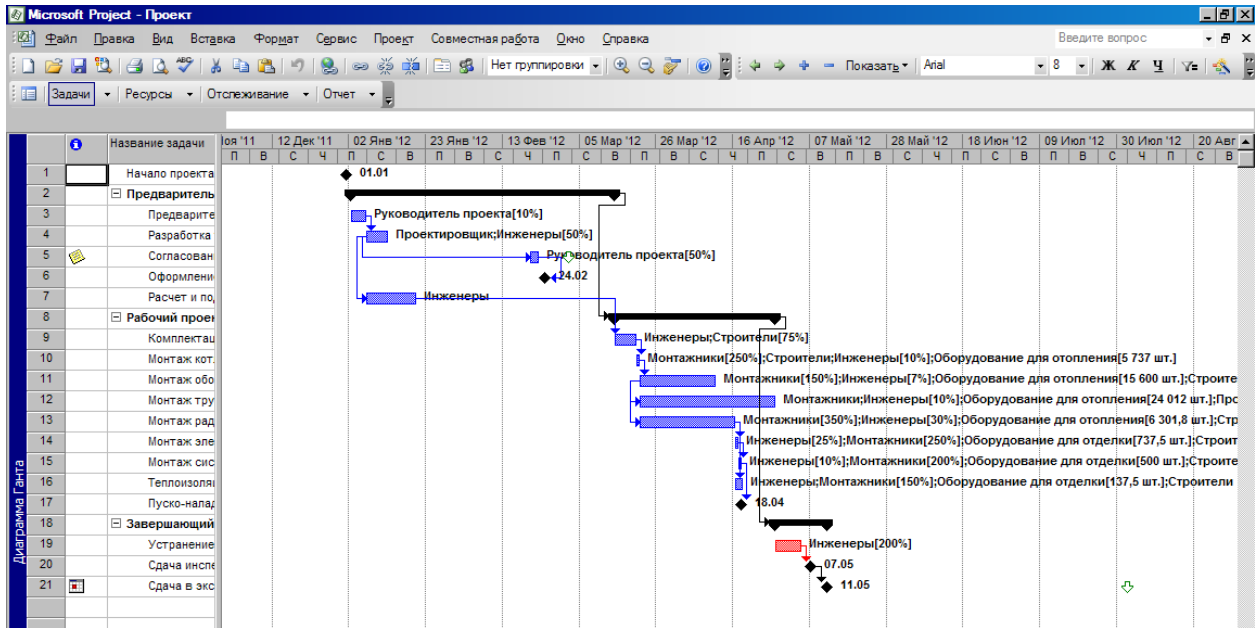 Microsoft Project - Проект
Файл Правка Вид Вставка Формат Сервис Проект Совместная работа Окно Справка Введите вопрос
Нет группировки Показать Arial 8 Ж К Ч
Задачи Ресурсы Отслеживание Отчет
Название задачи 12 Дек '11 02 Янв '12 23 Янв '12 13 Фев '12 05 Мар '12 26 Мар '12 16 Апр '12 07 Май '12 28 Май '12 18 Июн '12 09 Июл '12 30 Июл '12 20 Авг
П В С Ч П С В П В С Ч П С В П В С Ч П С В П В С Ч П С В П В С Ч П С В
1 Начало проекта 01.01
2 Предваритель
3 Предварите Руководитель проекта[10%]
4 Разработка Проектировщик;Инженеры[50%]
5 Согласован Руководитель проекта[50%]
6 Оформлени 24.02
7 Расчет и по Инженеры
8 Рабочий проек
9 Комплектац Инженеры;Строители[75%]
10 Монтаж кот Монтажники[250%];Строители;Инженеры[10%];Оборудование для отопления[5 737 шт.]
11 Монтаж обо Монтажники[150%];Инженеры[7%];Оборудование для отопления[15 600 шт.];Строите
12 Монтаж тру Монтажники;Инженеры[10%];Оборудование для отопления[24 012 шт.];Про
13 Монтаж рад Монтажники[350%];Инженеры[30%];Оборудование для отопления[6 301,8 шт.];Стр
14 Монтаж эле Инженеры[25%];Монтажники[250%];Оборудование для отделки[737,5 шт.];Строит
15 Монтаж сис Инженеры[10%];Монтажники[200%];Оборудование для отделки[500 шт.];Строите
16 Теплоизоля Инженеры;Монтажники[150%];Оборудование для отделки[137,5 шт.];Строители
17 Пуско-налад 18.04
18 Завершающий
19 Устранение Инженеры[200%]
20 Сдача инспе 07.05
21 Сдача в экс 11.05
Диаграмма Ганта